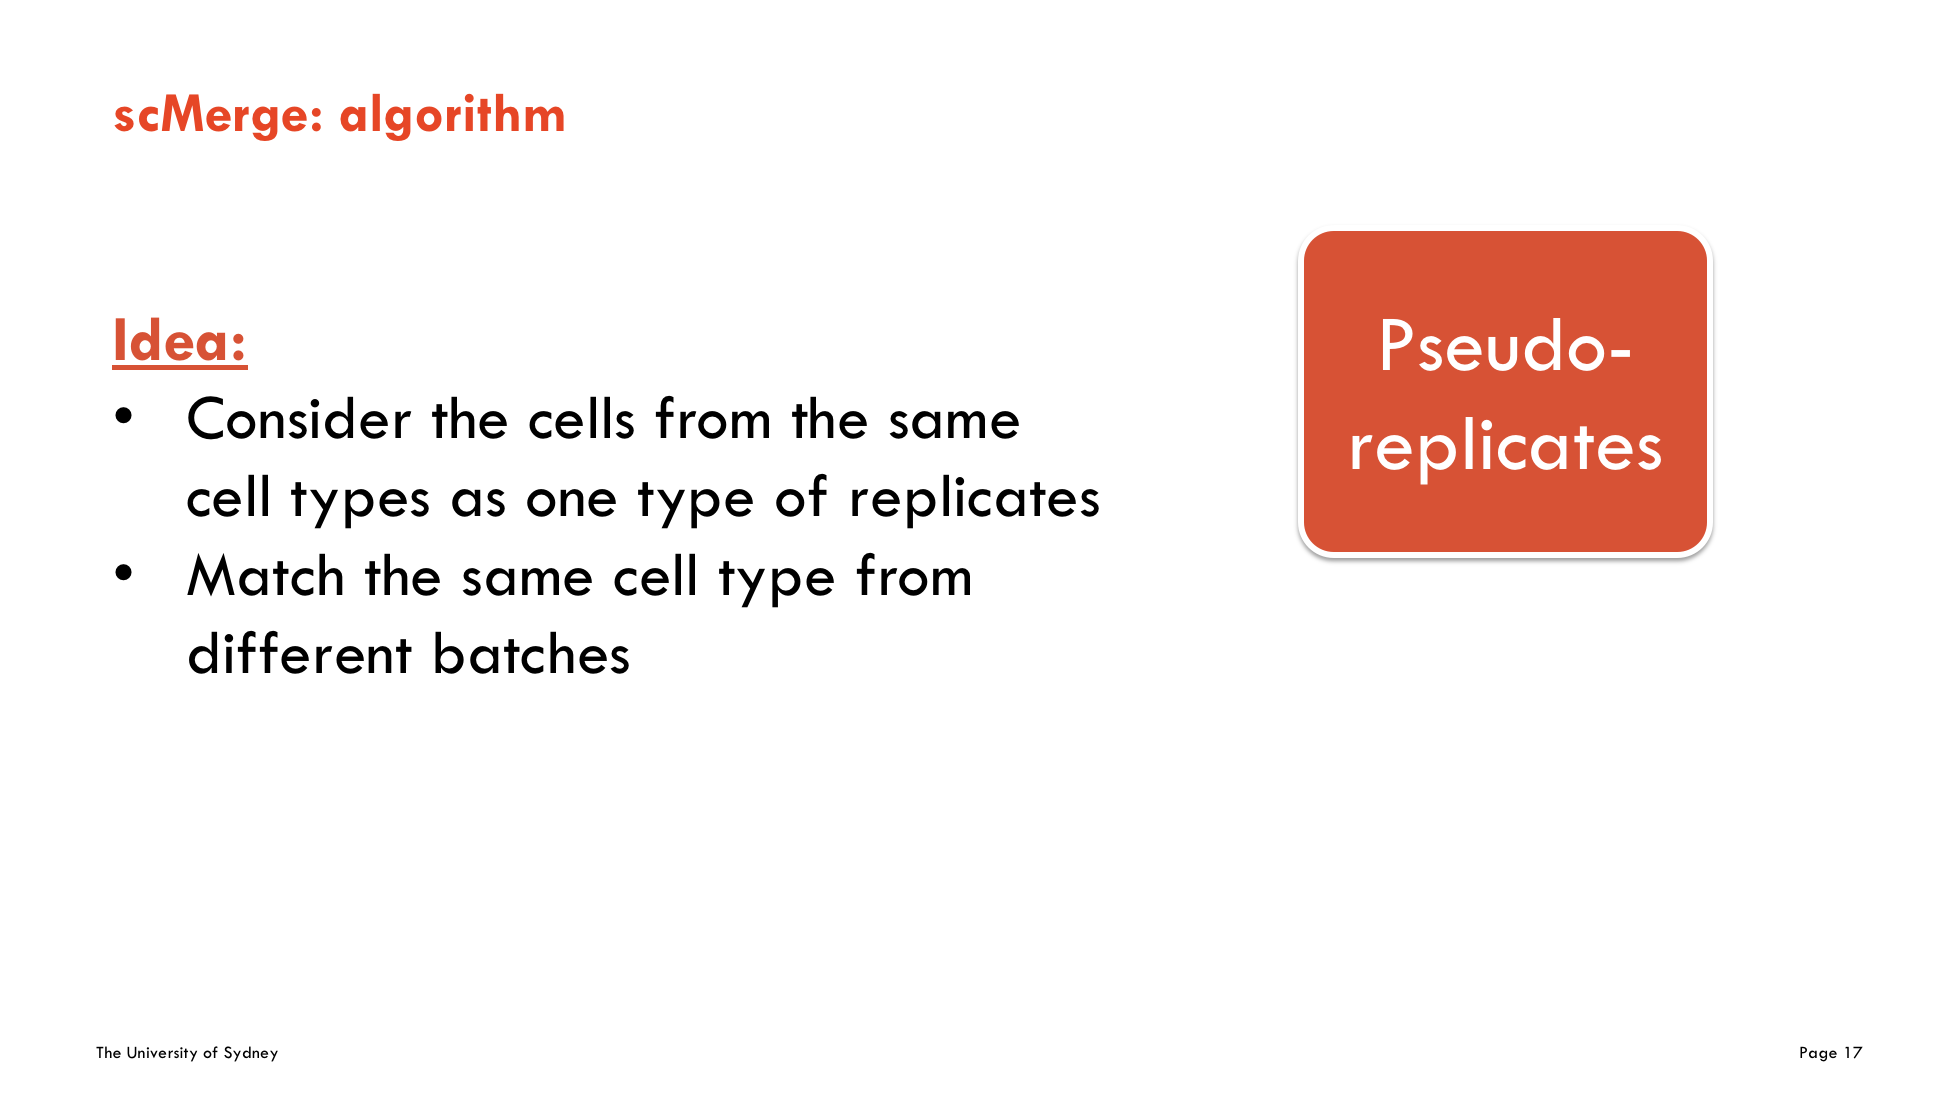 scMerge: algorithm
Idea:
• Consider the cells from the same
cell types as one type of replicates
• Match the same cell type from
different batches
Pseudo-
replicates
The University of Sydney
Page 17